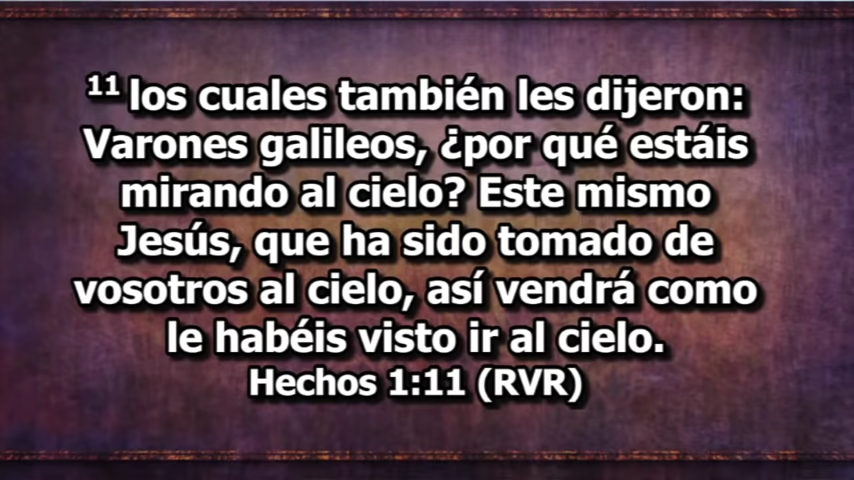 11 los cuales también les dijeron:
Varones galileos, ¿por qué estáis
mirando al cielo? Este mismo
Jesús, que ha sido tomado de
vosotros al cielo, así vendrá como
le habéis visto ir al cielo.
Hechos 1:11 (RVR)